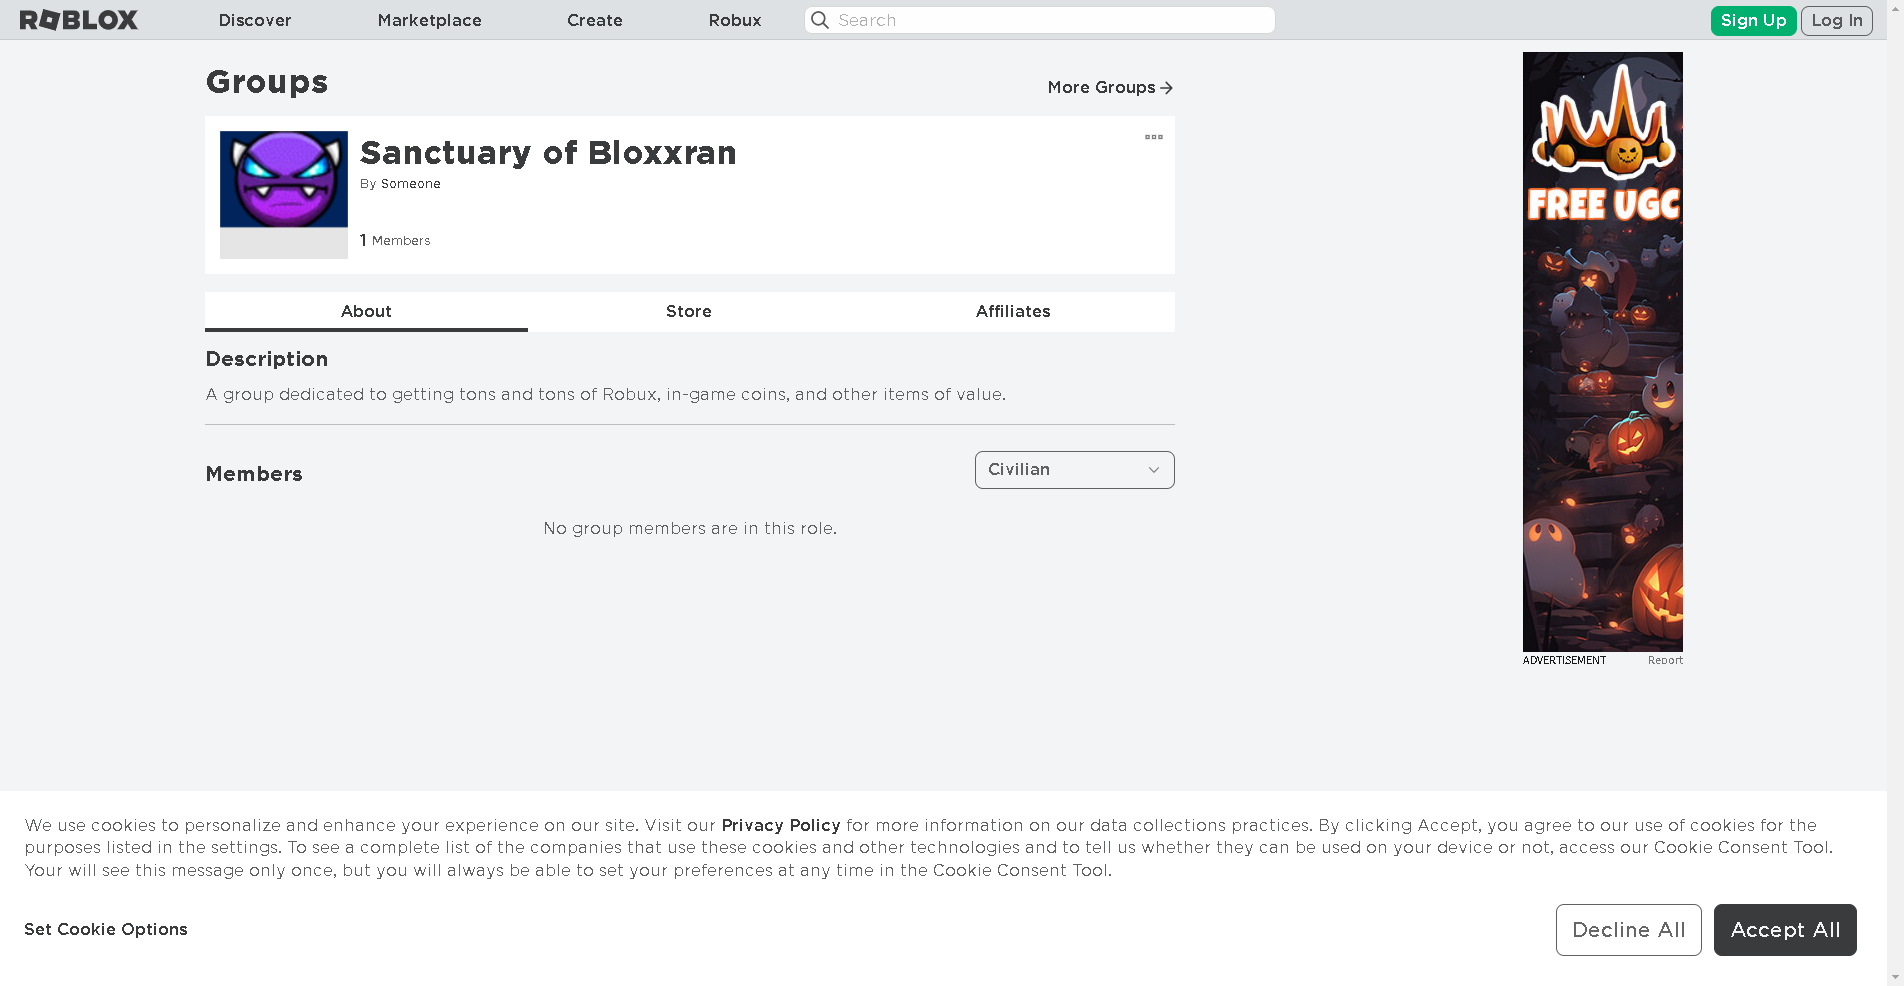 ROBLOX Discover Marketplace Create Robux Search Sign Up Log In
Groups
More Groups
Sanctuary of Bloxxran
By Someone
1 Members
About Store Affiliates
Description
A group dedicated to getting tons and tons of Robux, in-game coins, and other items of value.
Members
Civilian
No group members are in this role.
FREE UGC
ADVERTISEMENT Report
We use cookies to personalize and enhance your experience on our site. Visit our Privacy Policy for more information on our data collections practices. By clicking Accept, you agree to our use of cookies for the
purposes listed in the settings. To see a complete list of the companies that use these cookies and other technologies and to tell us whether they can be used on your device or not, access our Cookie Consent Tool.
Your will see this message only once, but you will always be able to set your preferences at any time in the Cookie Consent Tool.
Set Cookie Options
Decline All
Accept All